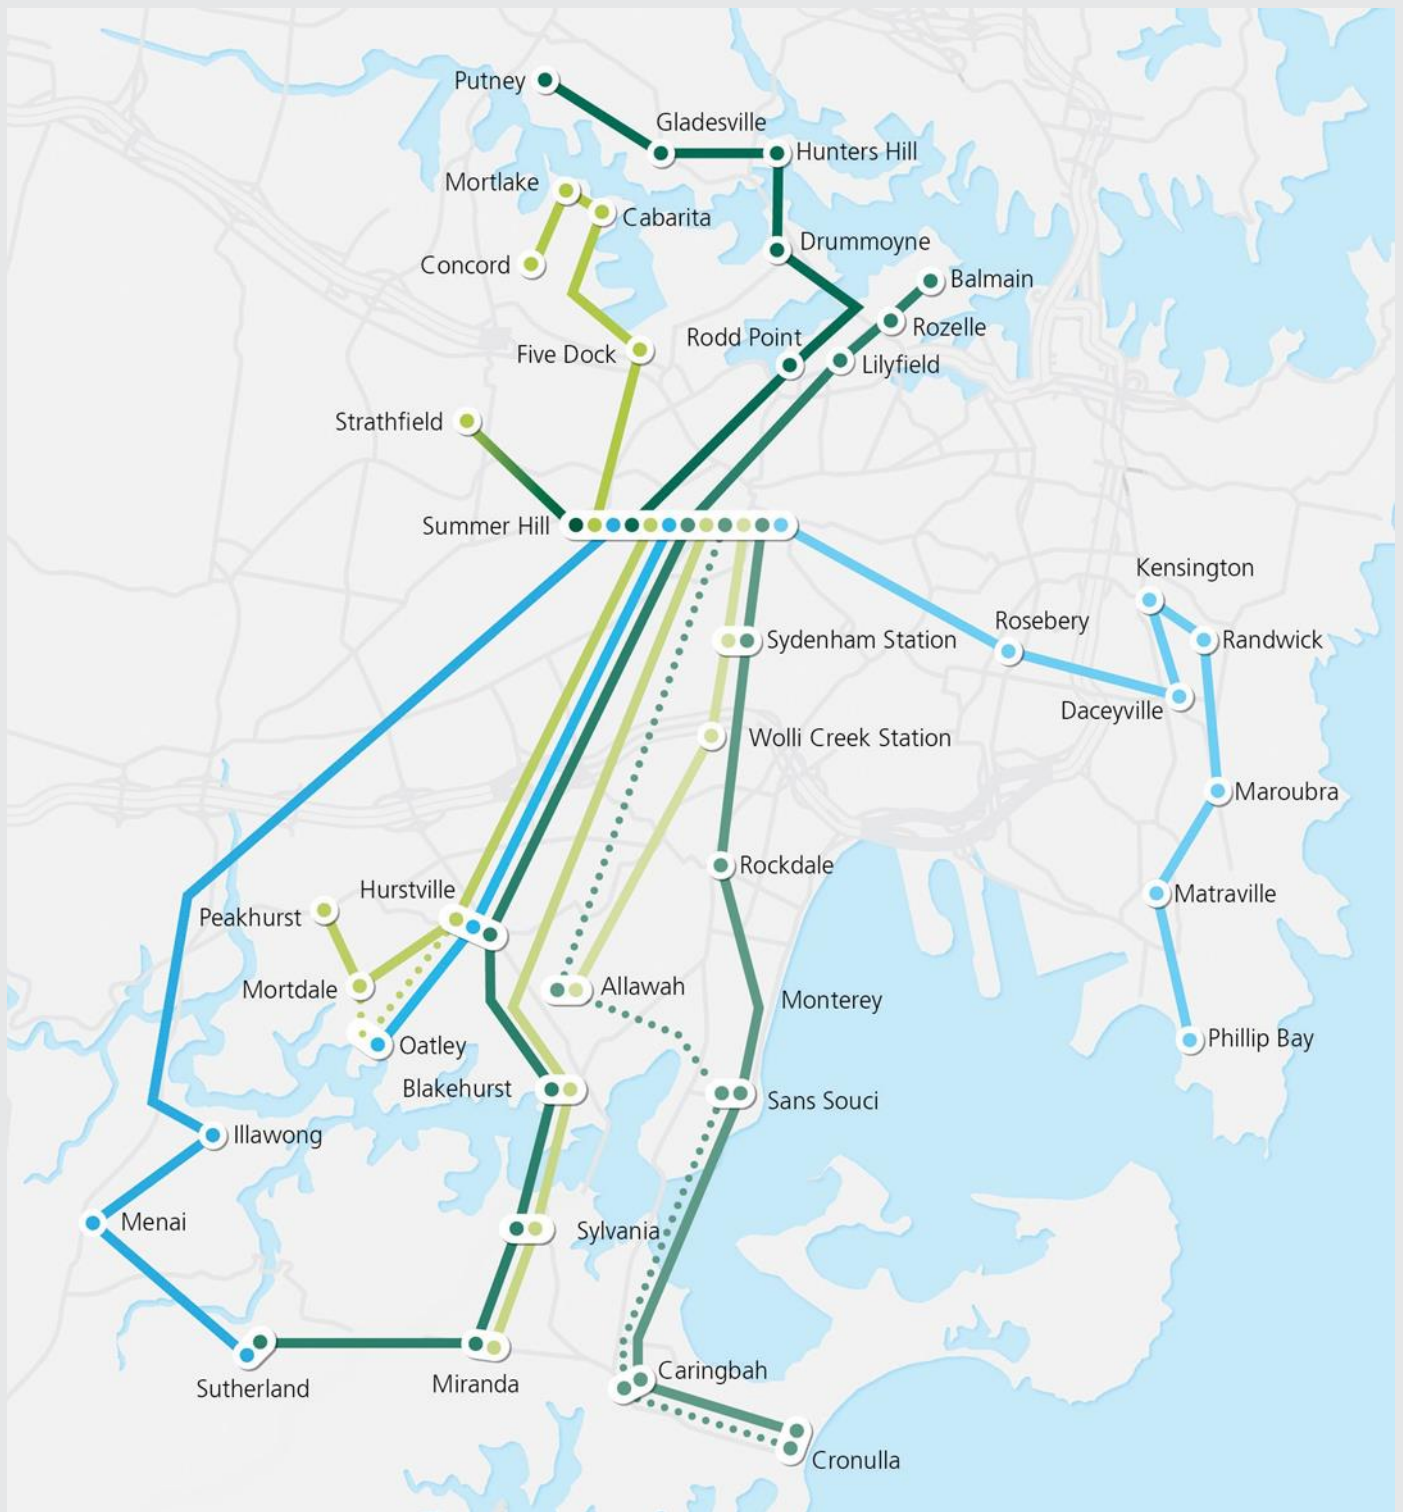 Putney
Gladesville
Hunters Hill
Mortlake
Cabarita
Drummoyne
Concord
Balmain
Rozelle
Rodd Point
Five Dock
Lilyfield
Strathfield
Summer Hill
Kensington
Rosebery
Sydenham Station
Randwick
Daceyville
Wolli Creek Station
Maroubra
Rockdale
Hurstville
Matraville
Peakhurst
Allawah
Mortdale
Monterey
Phillip Bay
Oatley
Blakehurst
Sans Souci
Illawong
Menai
Sylvania
Caringbah
Miranda
Sutherland
Cronulla